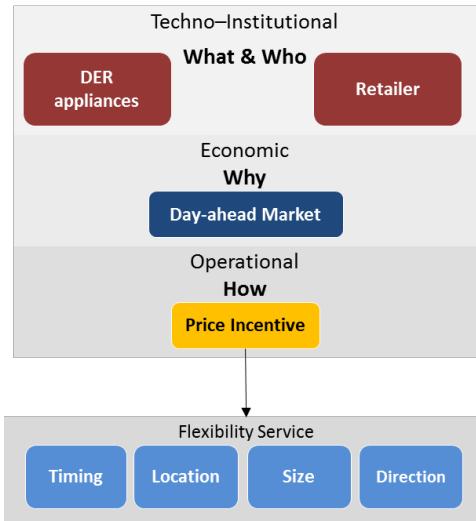 Techno–Institutional
What & Who
DER
appliances
Retailer
Economic
Why
Day-ahead Market
Operational
How
Price Incentive
Flexibility Service
Timing
Location
Size
Direction